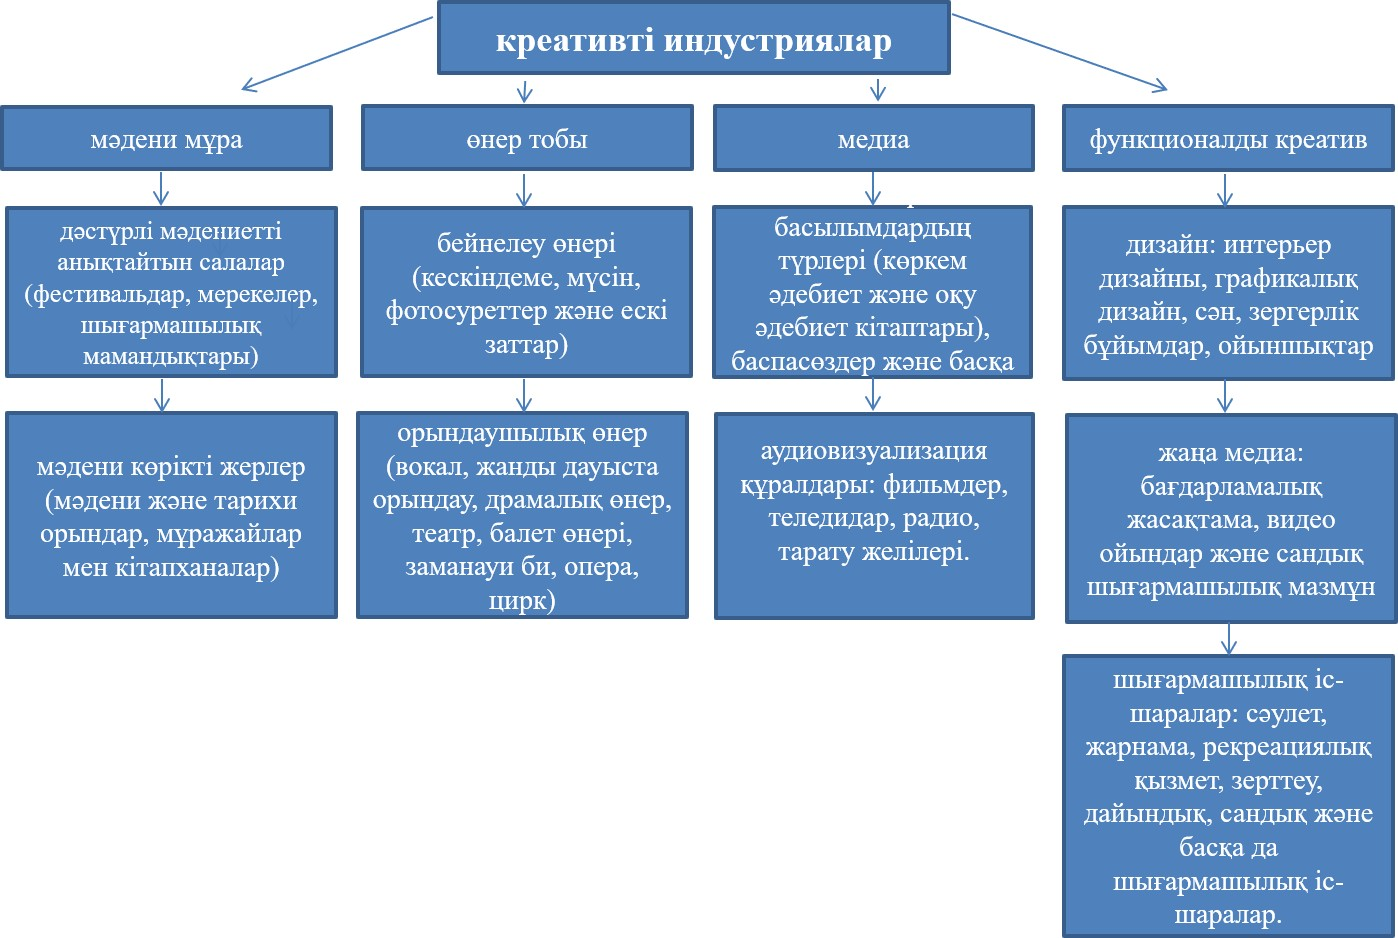 креативті индустриялар
мәдени мұра
өнер тобы
медиа
функционалды креатив
дәстүрлі мәдениетті
анықтайтын салалар
(фестивальдар, мерекелер,
шығармашылық
мамандықтары)
бейнелеу өнері
(кескіндеме, мүсін,
фотосуреттер және ескі
заттар)
басылымдардың
түрлері (көркем
әдебиет және оқу
әдебиет кітаптары),
баспасөздер және басқа
дизайн: интерьер
дизайны, графикалық
дизайн, сән, зергерлік
бұйымдар, ойыншықтар
мәдени көрікті жерлер
(мәдени және тарихи
орындар, мұражайлар
мен кітапханалар)
орындаушылық өнер
(вокал, жанды дауыста
орындау, драмалық өнер,
театр, балет өнері,
заманауи би, опера,
цирк)
аудиовизуализация
құралдары: фильмдер,
теледидар, радио,
тарату желілері.
жаңа медиа:
бағдарламалық
жасақтама, видео
ойындар және сандық
шығармашылық мазмұн
шығармашылық іс-
шаралар: сәулет,
жарнама, рекреациялық
қызмет, зерттеу,
дайындық, сандық және
басқа да
шығармашылық іс-
шаралар.